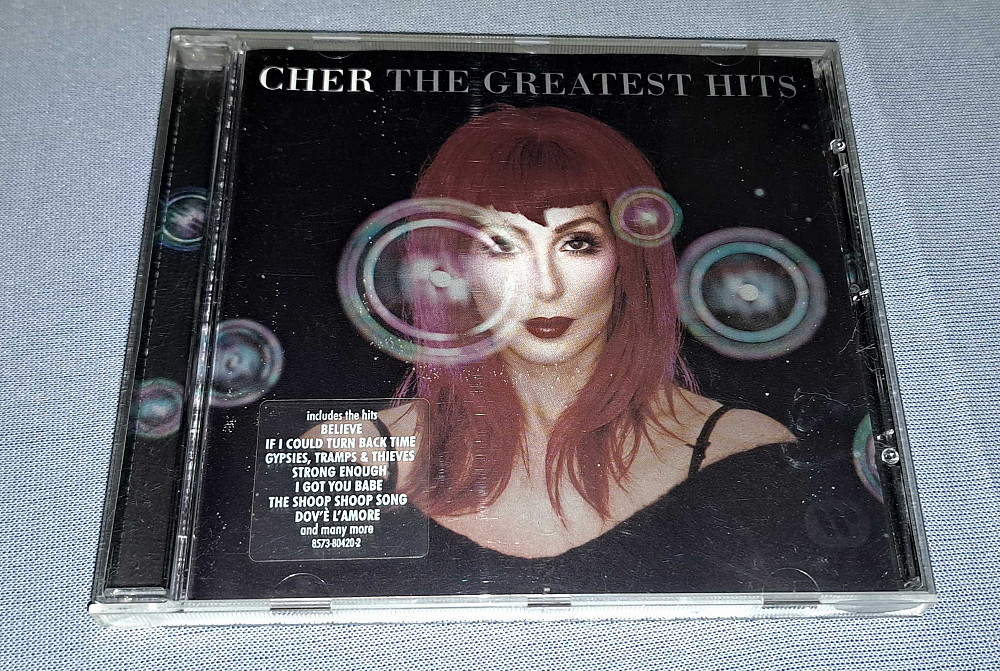 CHER THE GREATEST HITS
includes the hits
BELIEVE
IF I COULD TURN BACK TIME
GYPSIES, TRAMPS & THIEVES
STRONG ENOUGH
I GOT YOU BABE
THE SHOOP SHOOP SONG
DOV'È L'AMORE
and many more
8573-80420-2